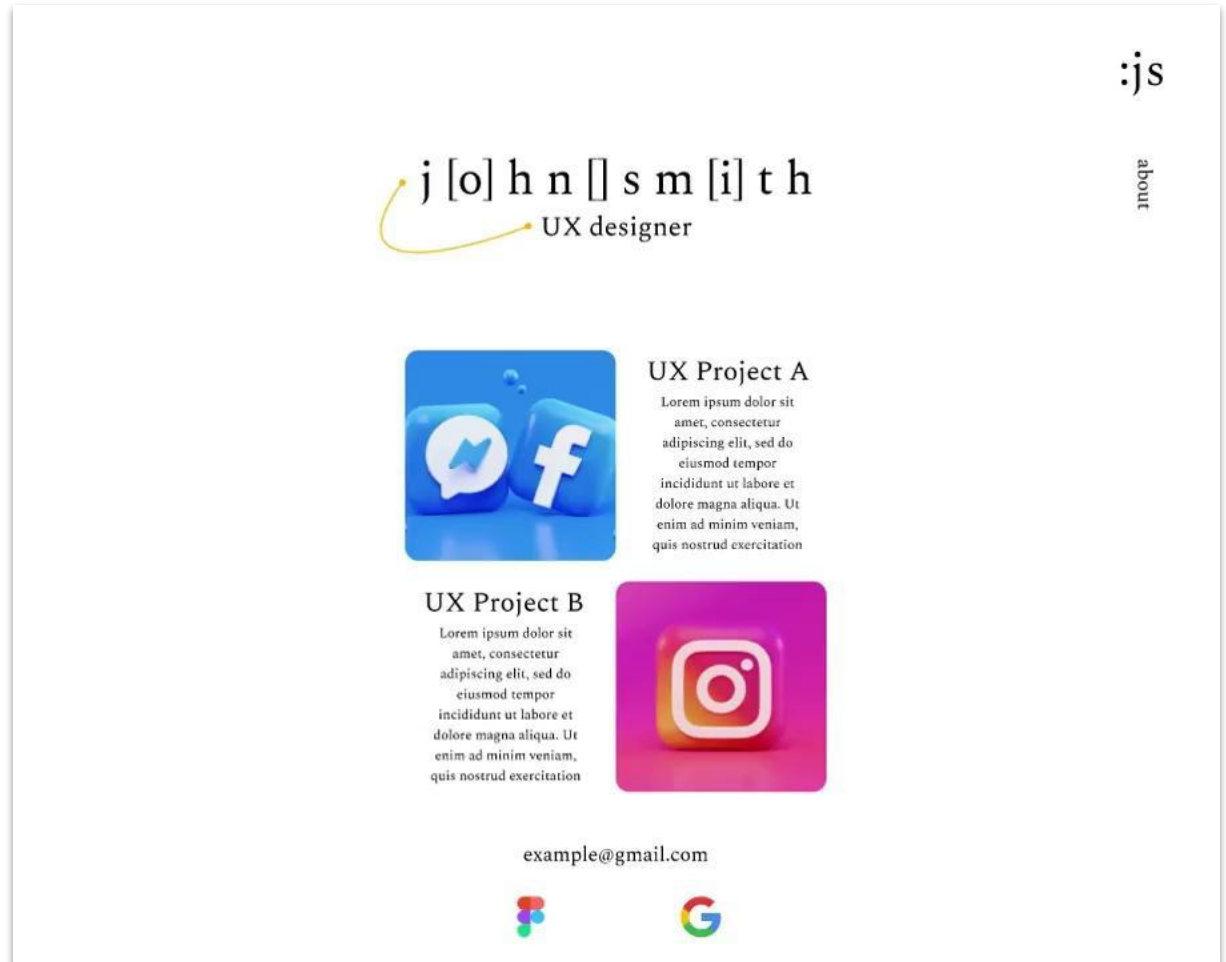 :js
about
j [o] h n [] s m [i] t h
UX designer
UX Project A
Lorem ipsum dolor sit
amet, consectetur
adipiscing elit, sed do
eiusmod tempor
incididunt ut labore et
dolore magna aliqua. Ut
enim ad minim veniam,
quis nostrud exercitation
UX Project B
Lorem ipsum dolor sit
amet, consectetur
adipiscing elit, sed do
eiusmod tempor
incididunt ut labore et
dolore magna aliqua. Ut
enim ad minim veniam,
quis nostrud exercitation
example@gmail.com